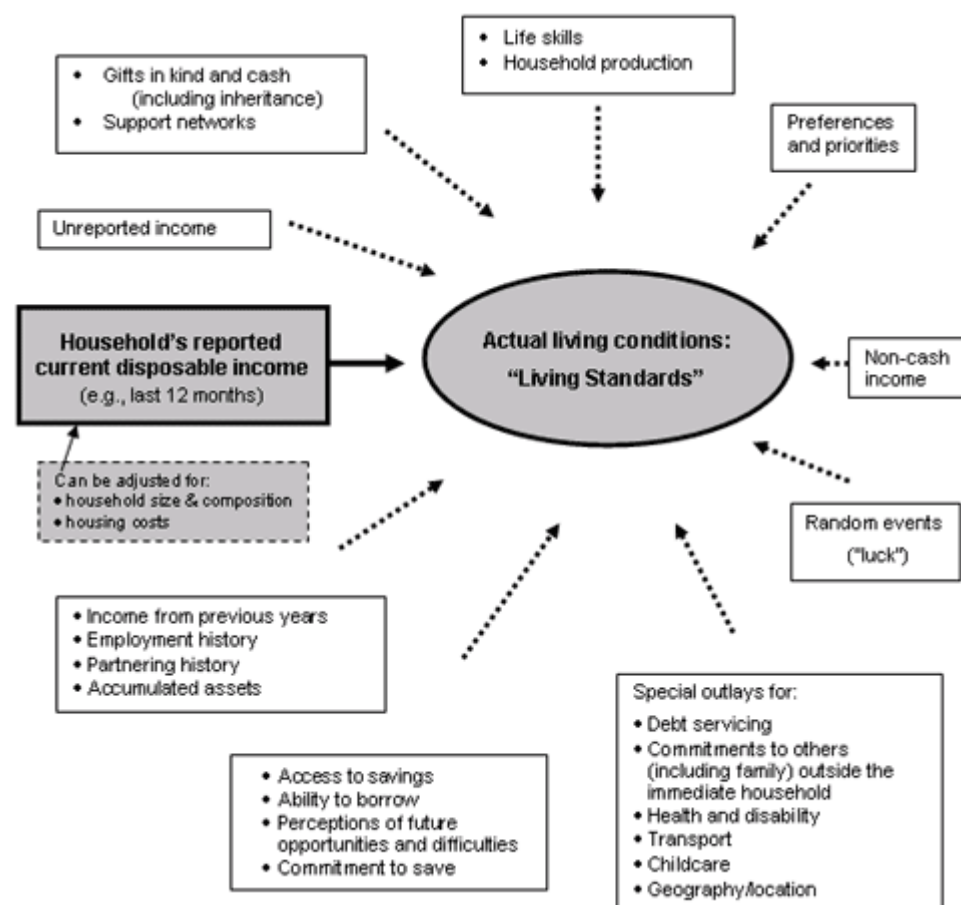 • Life skills
• Household production
• Gifts in kind and cash
(including inheritance)
• Support networks
Preferences
and priorities
Unreported income
Household's reported
current disposable income
(e.g., last 12 months)
Actual living conditions:
"Living Standards"
Non-cash
income
Can be adjusted for:
• household size & composition
• housing costs
Random events
("luck")
• Income from previous years
• Employment history
• Partnering history
• Accumulated assets
Special outlays for:
• Debt servicing
• Commitments to others
(including family) outside the
immediate household
• Health and disability
• Transport
• Childcare
• Geography/location
• Access to savings
• Ability to borrow
• Perceptions of future
opportunities and difficulties
• Commitment to save